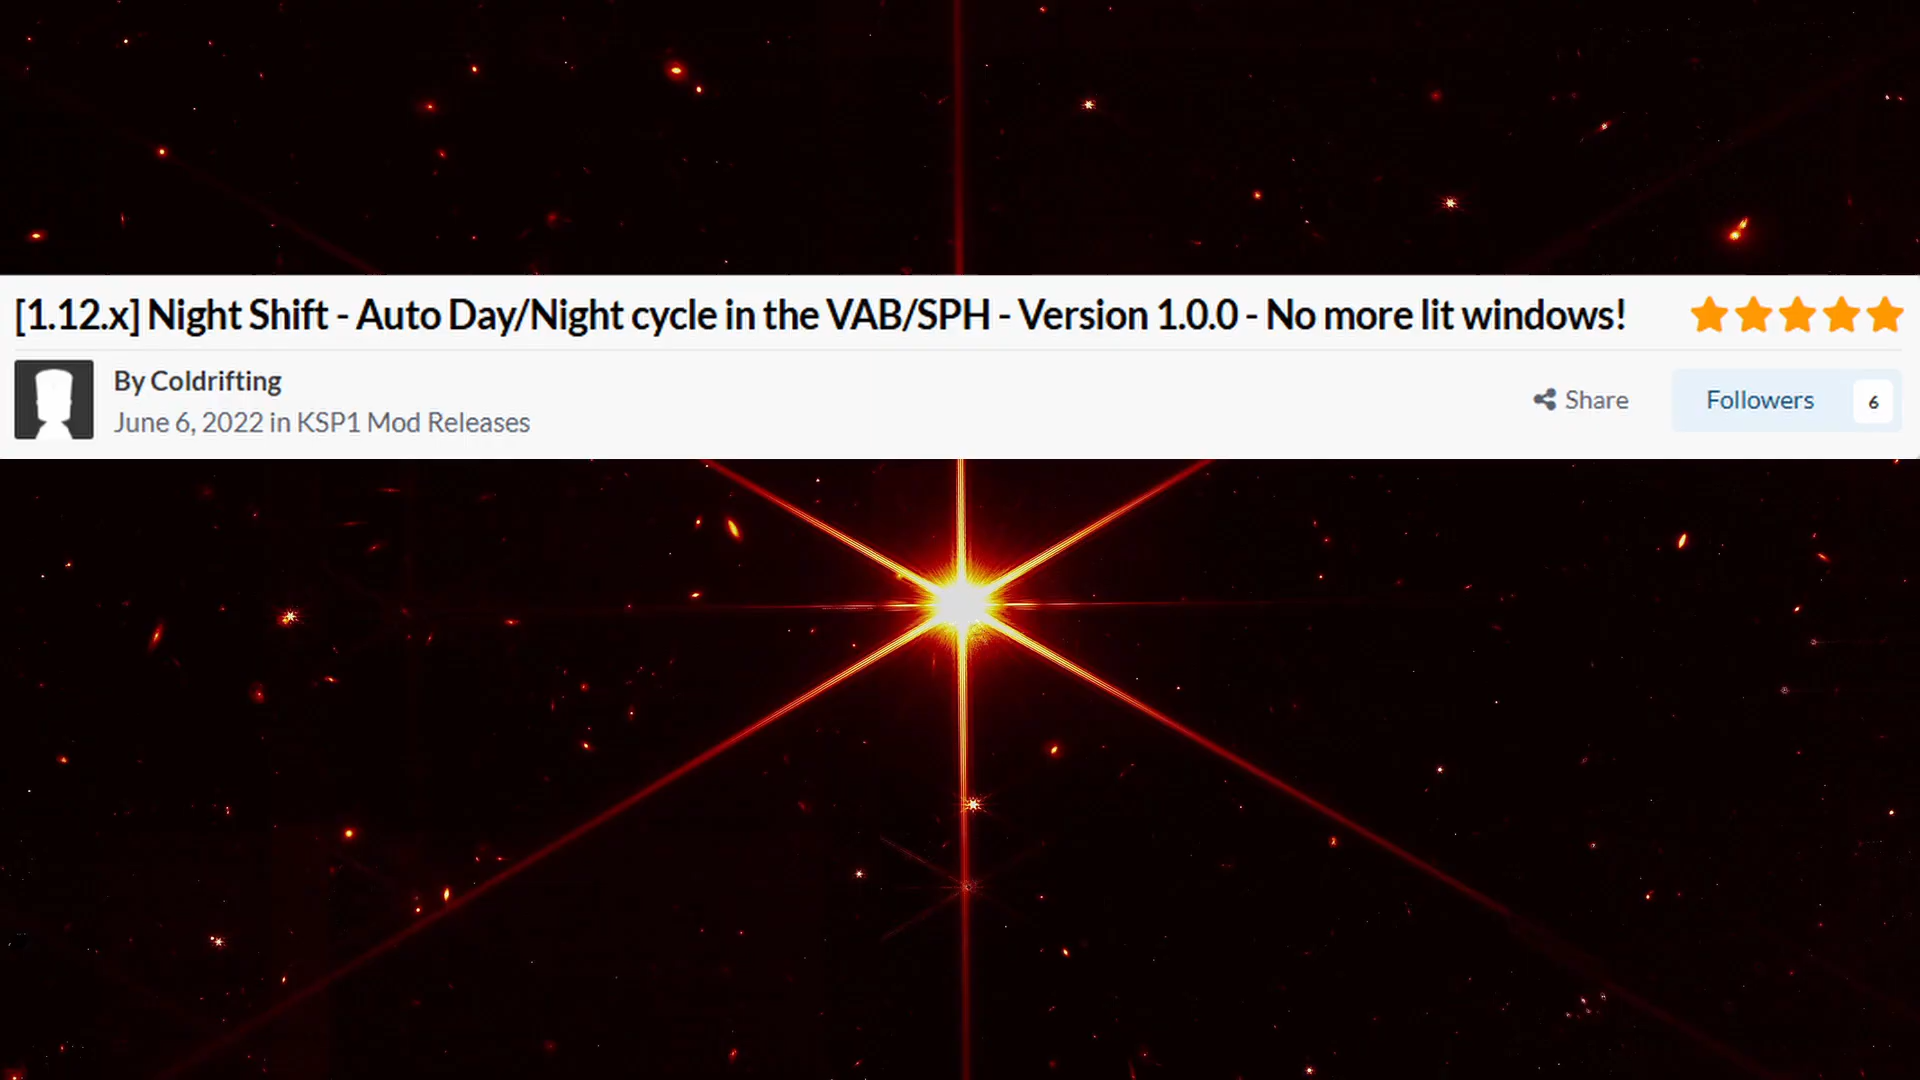 [1.12.x] Night Shift - Auto Day/Night cycle in the VAB/SPH - Version 1.0.0 - No more lit windows!
By Coldrifting
June 6, 2022 in KSP1 Mod Releases
Share
Followers 6